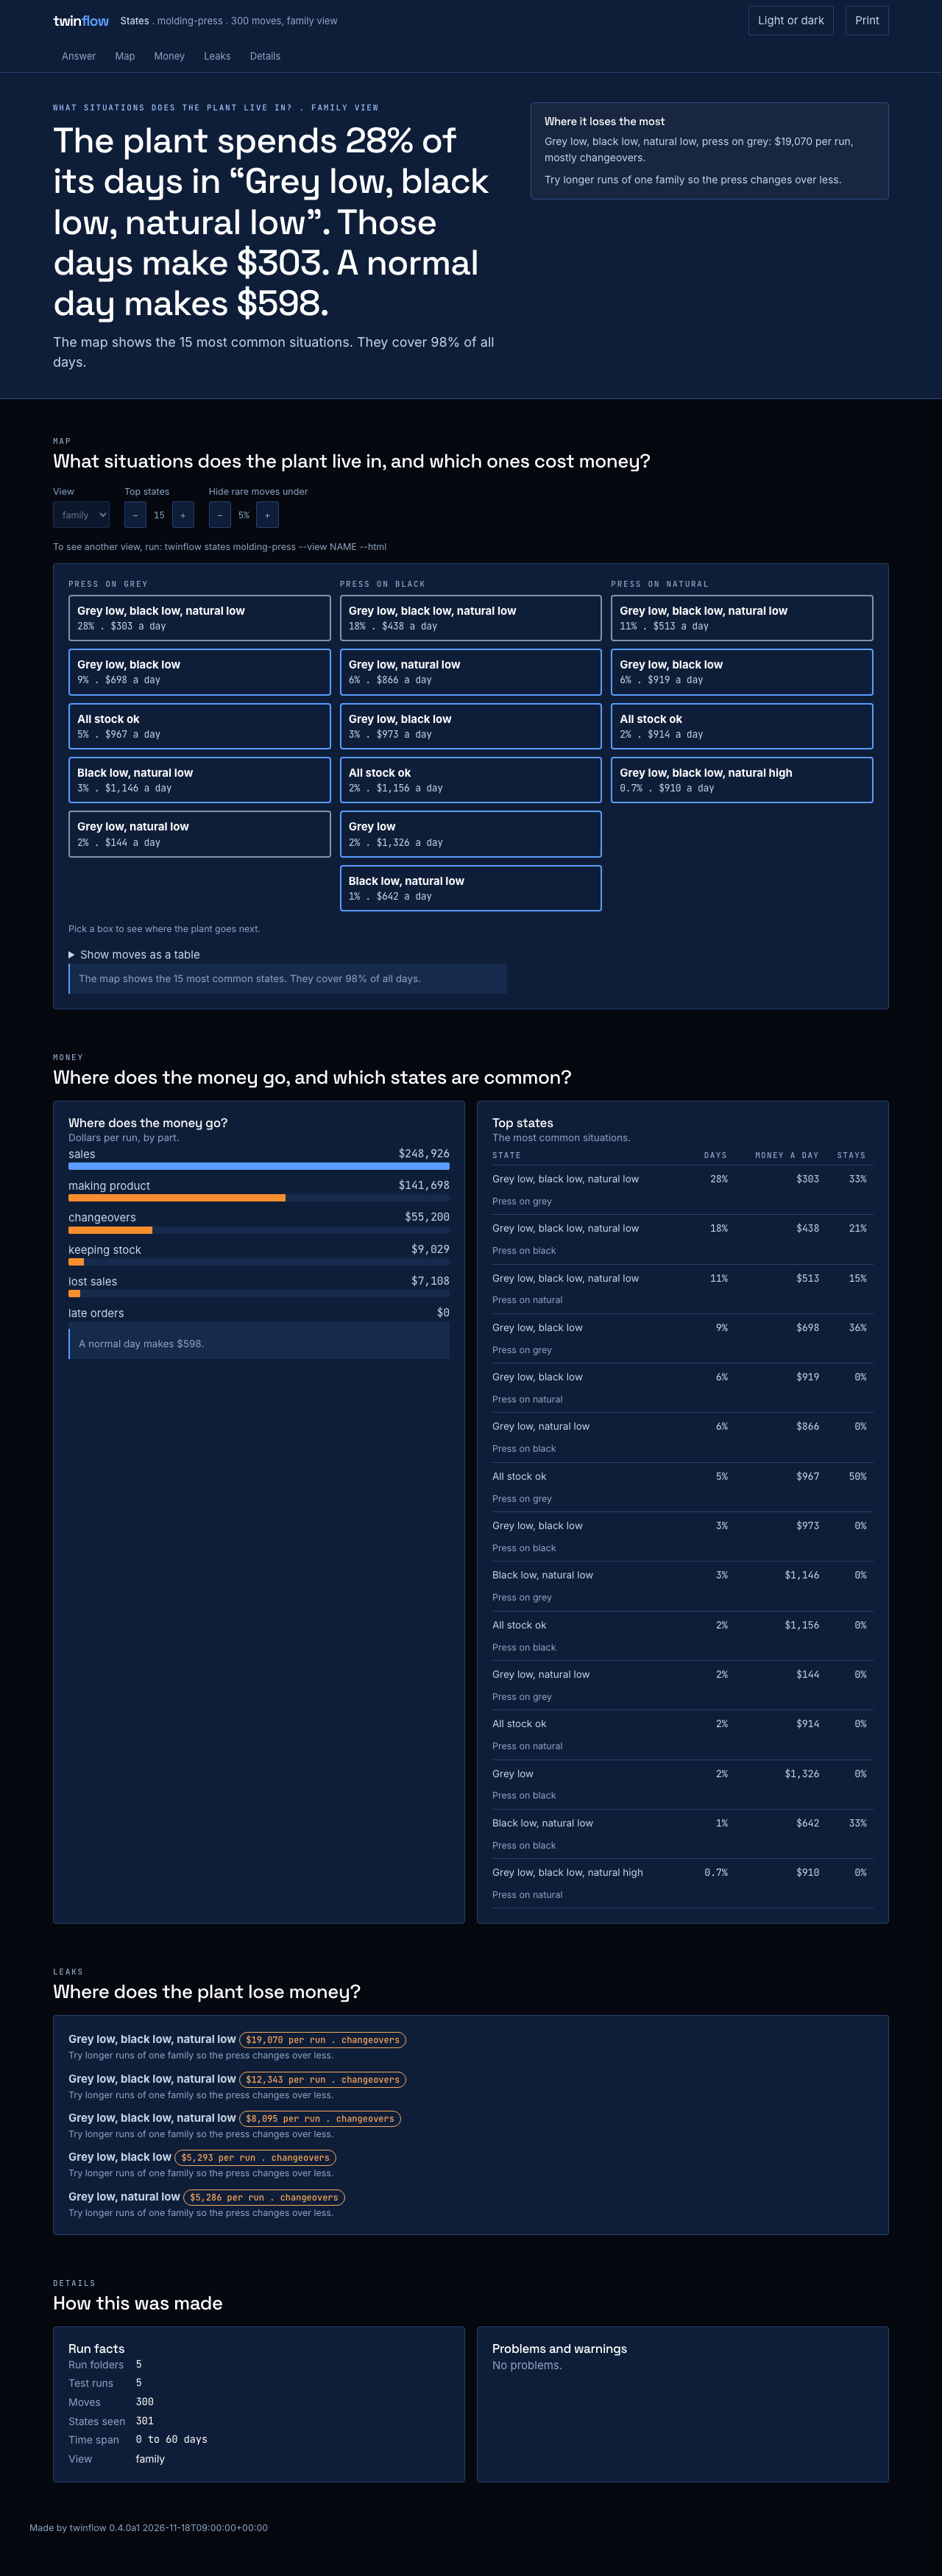 twinflow States . molding-press . 300 moves, family view
Light or dark
Print
Answer Map Money Leaks Details
WHAT SITUATIONS DOES THE PLANT LIVE IN? . FAMILY VIEW
The plant spends 28% of
its days in “Grey low, black
low, natural low”. Those
days make $303. A normal
day makes $598.
The map shows the 15 most common situations. They cover 98% of all
days.
Where it loses the most
Grey low, black low, natural low, press on grey: $19,070 per run,
mostly changeovers.
Try longer runs of one family so the press changes over less.
MAP
What situations does the plant live in, and which ones cost money?
View
family
Top states
− 15 +
Hide rare moves under
− 5% +
To see another view, run: twinflow states molding-press --view NAME --html
PRESS ON GREY
Grey low, black low, natural low
28% . $303 a day
Grey low, black low
9% . $698 a day
All stock ok
5% . $967 a day
Black low, natural low
3% . $1,146 a day
Grey low, natural low
2% . $144 a day
PRESS ON BLACK
Grey low, black low, natural low
18% . $438 a day
Grey low, natural low
6% . $866 a day
Grey low, black low
3% . $973 a day
All stock ok
2% . $1,156 a day
Grey low
2% . $1,326 a day
Black low, natural low
1% . $642 a day
PRESS ON NATURAL
Grey low, black low, natural low
11% . $513 a day
Grey low, black low
6% . $919 a day
All stock ok
2% . $914 a day
Grey low, black low, natural high
0.7% . $910 a day
Pick a box to see where the plant goes next.
Show moves as a table
The map shows the 15 most common states. They cover 98% of all days.
MONEY
Where does the money go, and which states are common?
Where does the money go?
Dollars per run, by part.
sales $248,926
making product $141,698
changeovers $55,200
keeping stock $9,029
lost sales $7,108
late orders $0
A normal day makes $598.
Top states
The most common situations.
STATE DAYS MONEY A DAY STAYS
Grey low, black low, natural low 28% $303 33%
Press on grey
Grey low, black low, natural low 18% $438 21%
Press on black
Grey low, black low, natural low 11% $513 15%
Press on natural
Grey low, black low 9% $698 36%
Press on grey
Grey low, black low 6% $919 0%
Press on natural
Grey low, natural low 6% $866 0%
Press on black
All stock ok 5% $967 50%
Press on grey
Grey low, black low 3% $973 0%
Press on black
Black low, natural low 3% $1,146 0%
Press on grey
All stock ok 2% $1,156 0%
Press on black
Grey low, natural low 2% $144 0%
Press on grey
All stock ok 2% $914 0%
Press on natural
Grey low 2% $1,326 0%
Press on black
Black low, natural low 1% $642 33%
Press on black
Grey low, black low, natural high 0.7% $910 0%
Press on natural
LEAKS
Where does the plant lose money?
Grey low, black low, natural low $19,070 per run . changeovers
Try longer runs of one family so the press changes over less.
Grey low, black low, natural low $12,343 per run . changeovers
Try longer runs of one family so the press changes over less.
Grey low, black low, natural low $8,095 per run . changeovers
Try longer runs of one family so the press changes over less.
Grey low, black low $5,293 per run . changeovers
Try longer runs of one family so the press changes over less.
Grey low, natural low $5,286 per run . changeovers
Try longer runs of one family so the press changes over less.
DETAILS
How this was made
Run facts
Run folders 5
Test runs 5
Moves 300
States seen 301
Time span 0 to 60 days
View family
Problems and warnings
No problems.
Made by twinflow 0.4.0a1 2026-11-18T09:00:00+00:00